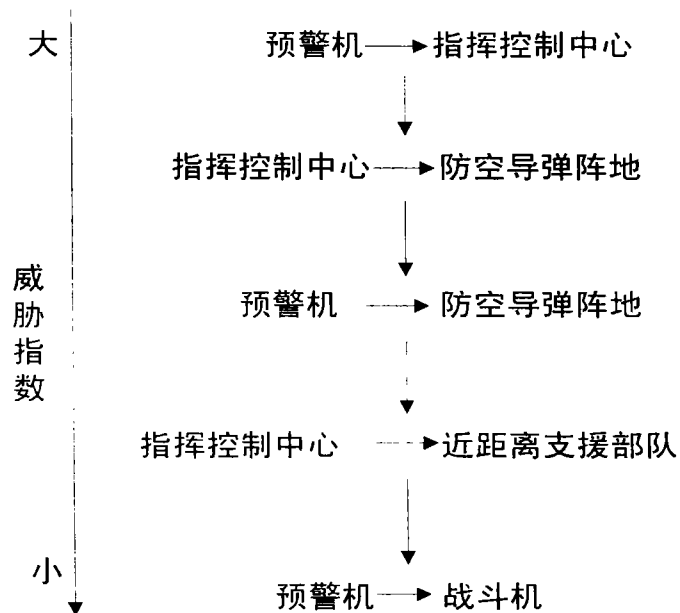 大
预警机→指挥控制中心
指挥控制中心→防空导弹阵地
威胁指数
预警机→防空导弹阵地
指挥控制中心→近距离支援部队
小
预警机→战斗机